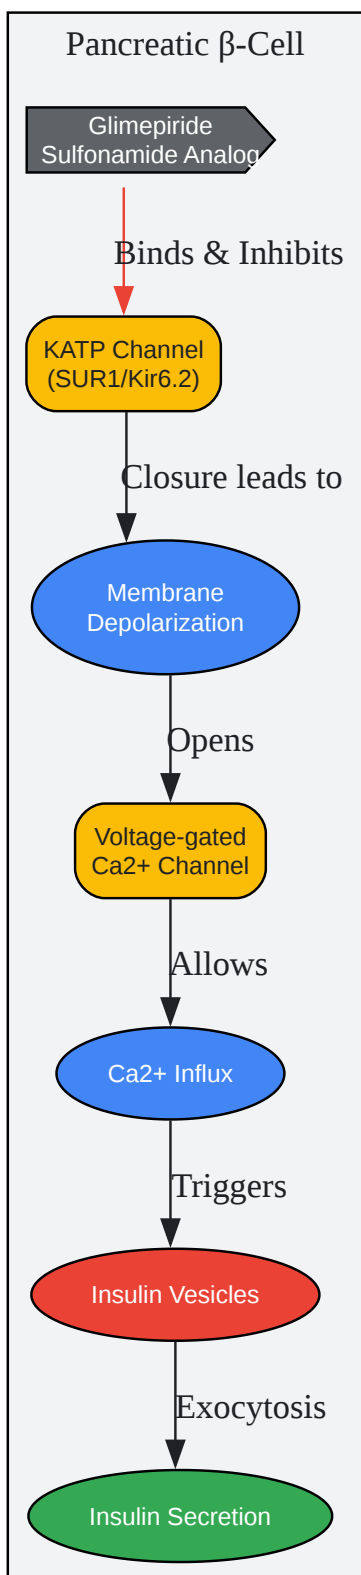 Pancreatic β-Cell
Glimepiride
Sulfonamide Analog
Binds & Inhibits
KATP Channel
(SUR1/Kir6.2)
Closure leads to
Membrane
Depolarization
Opens
Voltage-gated
Ca2+ Channel
Allows
Ca2+ Influx
Triggers
Insulin Vesicles
Exocytosis
Insulin Secretion